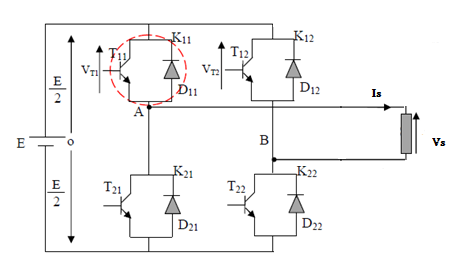 K11 K12
T11 T12
E/2 VT1 VT2
D11 D12
Is
A
E o B Vs
K21 K22
E/2 T21 T22
D21 D22